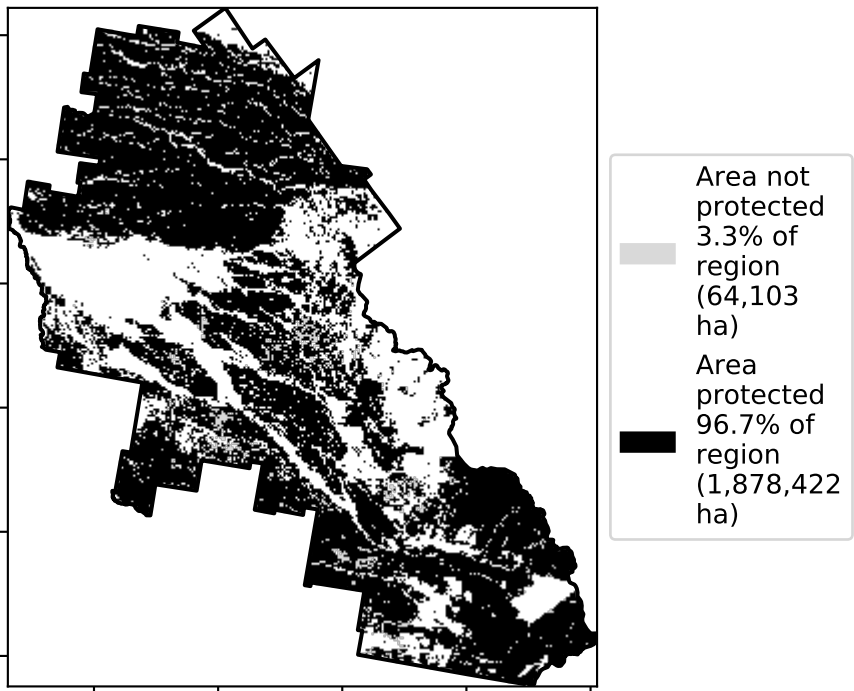 Area not
protected
3.3% of
region
(64,103
ha)
Area
protected
96.7% of
region
(1,878,422
ha)